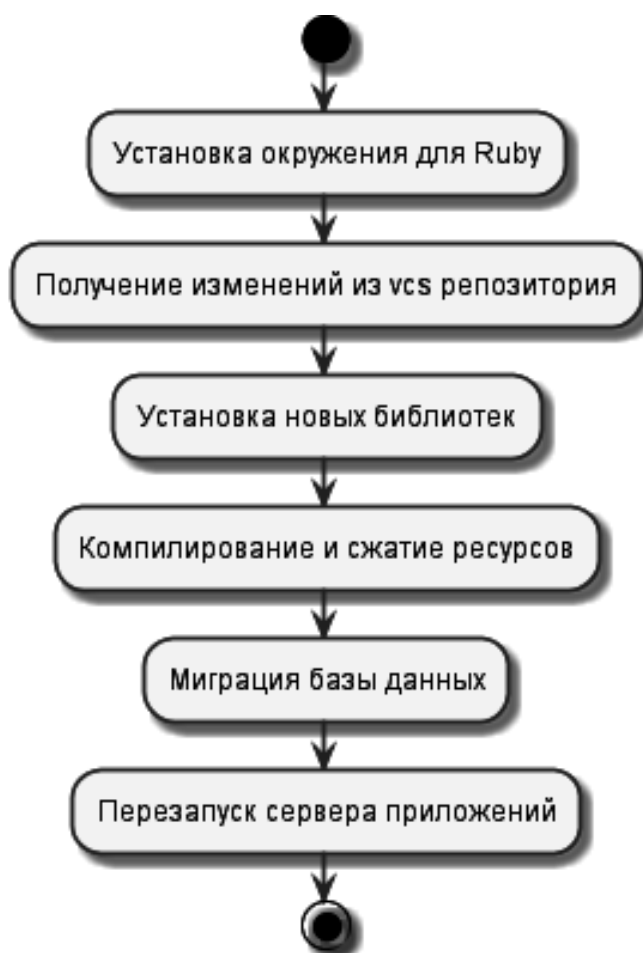 Установка окружения для Ruby
Получение изменений из vcs репозитория
Установка новых библиотек
Компилирование и сжатие ресурсов
Миграция базы данных
Перезапуск сервера приложений